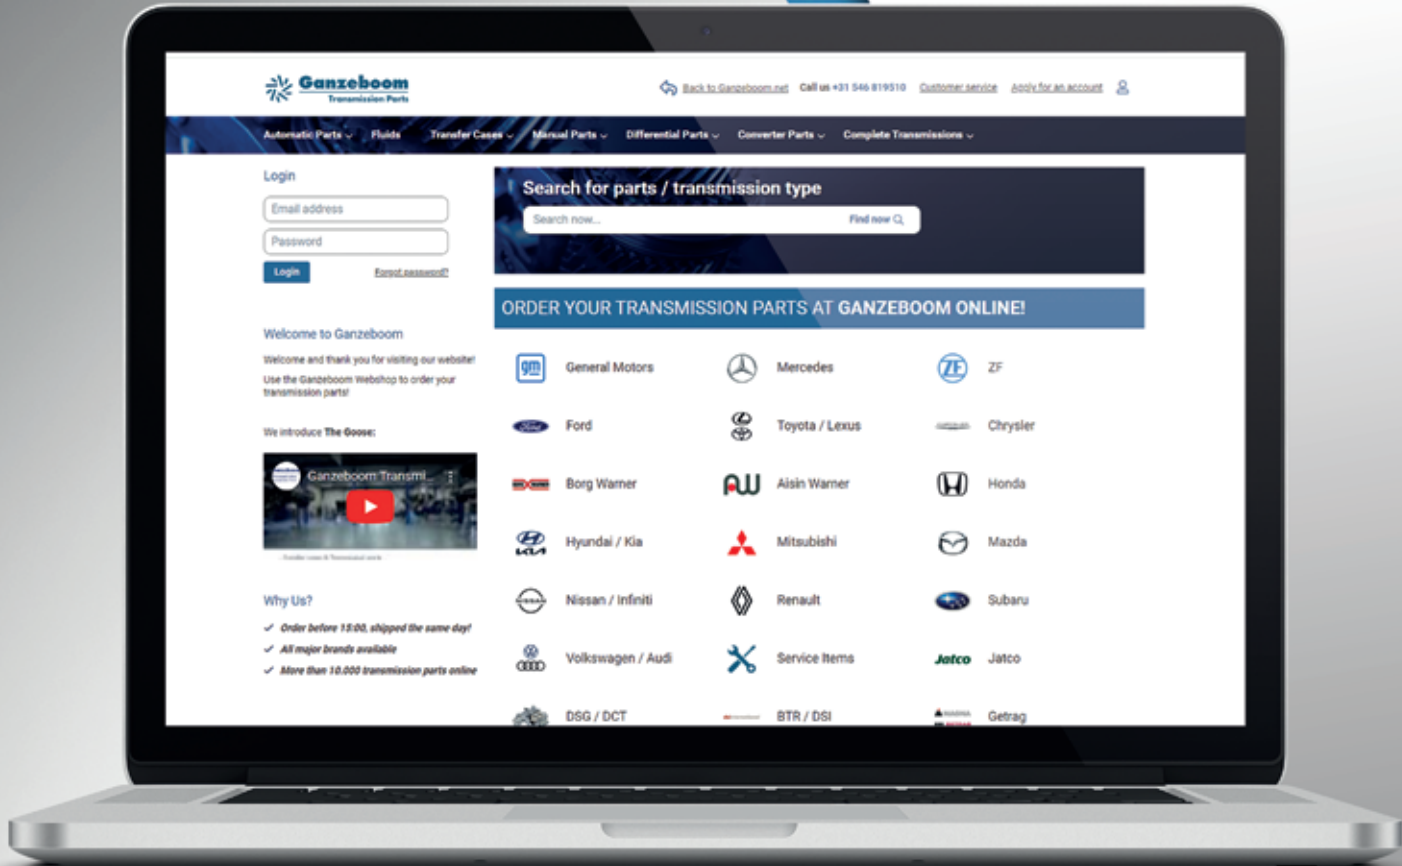 Ganzeboom
Transmission Parts
Back to Ganzeboom.net Call us +31 546 819510 Customer service Apply for an account
Automatic Parts Fluids Transfer Cases Manual Parts Differential Parts Converter Parts Complete Transmissions
Login
Email address
Password
Login Forgot password?
Welcome to Ganzeboom
Welcome and thank you for visiting our website!
Use the Ganzeboom Webshop to order your
transmission parts!
We introduce The Goose:
Ganzeboom Transmi...
Why Us?
Order before 15:00, shipped the same day!
All major brands available
More than 10.000 transmission parts online
Search for parts / transmission type
Search now... Find now
ORDER YOUR TRANSMISSION PARTS AT GANZEBOOM ONLINE!
gm General Motors Mercedes ZF ZF
Ford Ford Toyota / Lexus Chrysler
Borg Warner AW Aisin Warner Honda
KIA Hyundai / Kia Mitsubishi Mazda
NISSAN Nissan / Infiniti Renault Subaru
Volkswagen / Audi Service Items Jatco Jatco
DSG / DCT BTR / DSI MAGNA Getrag